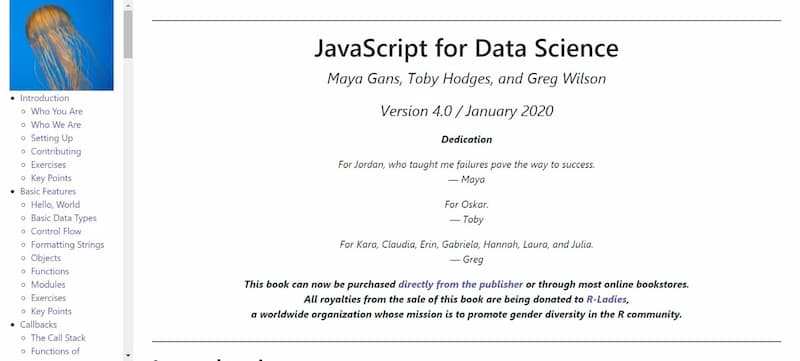 Introduction
Who You Are
Who We Are
Setting Up
Contributing
Exercises
Key Points
Basic Features
Hello, World
Basic Data Types
Control Flow
Formatting Strings
Objects
Functions
Modules
Exercises
Key Points
Callbacks
The Call Stack
Functions of
JavaScript for Data Science
Maya Gans, Toby Hodges, and Greg Wilson
Version 4.0 / January 2020
Dedication
For Jordan, who taught me failures pave the way to success.
— Maya
For Oskar.
— Toby
For Kara, Claudia, Erin, Gabriela, Hannah, Laura, and Julia.
— Greg
This book can now be purchased directly from the publisher or through most online bookstores.
All royalties from the sale of this book are being donated to R-Ladies,
a worldwide organization whose mission is to promote gender diversity in the R community.